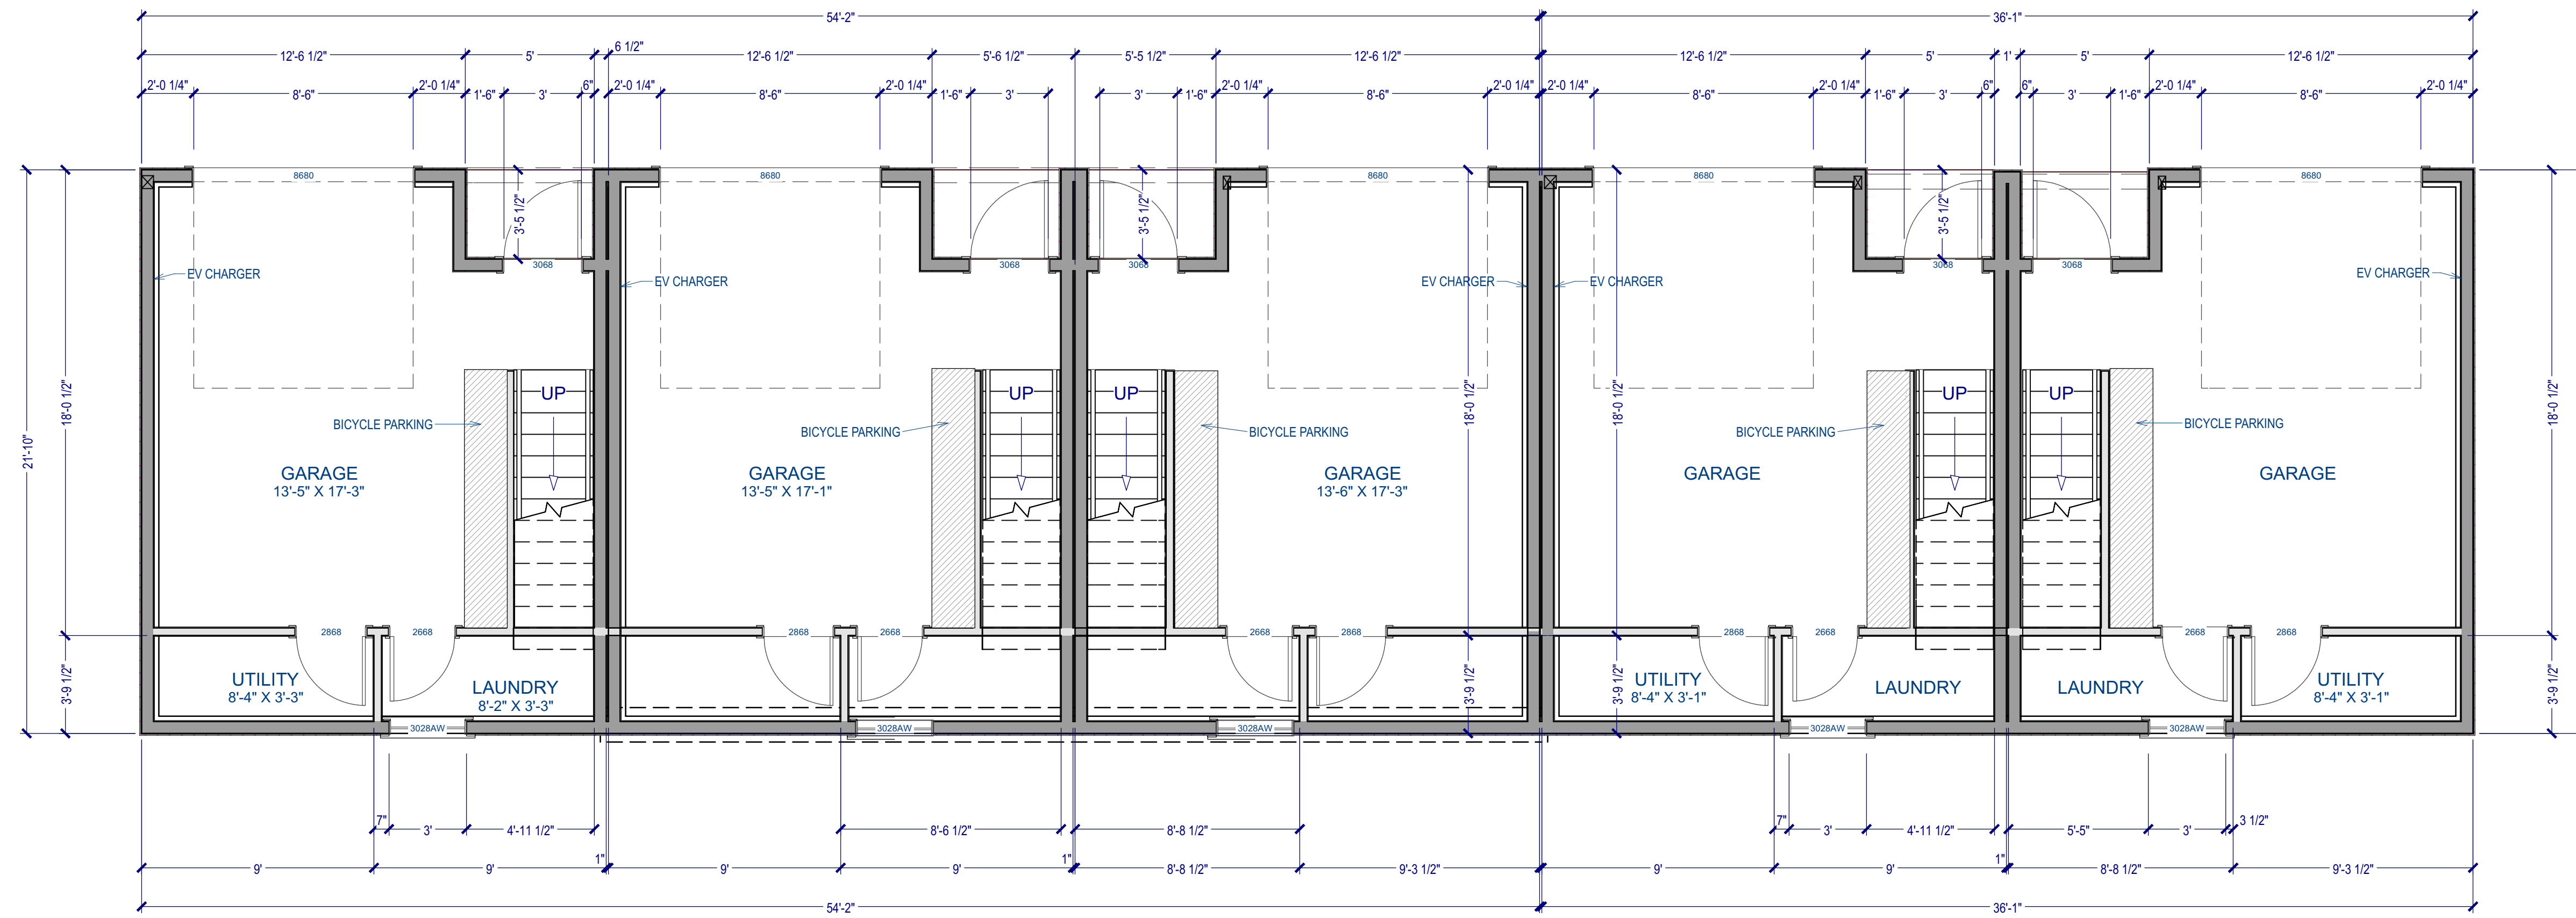 54'-2" 36'-1"
12'-6 1/2" 5' 6 1/2" 12'-6 1/2" 5'-6 1/2" 5'-5 1/2" 12'-6 1/2" 12'-6 1/2" 5' 1' 5' 12'-6 1/2"
2'-0 1/4" 8'-6" 2'-0 1/4" 1'-6" 3' 6" 2'-0 1/4" 8'-6" 2'-0 1/4" 1'-6" 3' 3' 1'-6" 2'-0 1/4" 8'-6" 2'-0 1/4" 2'-0 1/4" 8'-6" 2'-0 1/4" 1'-6" 3' 6" 6" 3' 1'-6" 2'-0 1/4" 8'-6" 2'-0 1/4"
8680 8680 8680 8680 8680
3'-5 1/2" 3'-5 1/2" 3'-5 1/2"
3068 3068 3068 3068 3068
EV CHARGER EV CHARGER EV CHARGER EV CHARGER EV CHARGER
UP UP UP UP UP
21'-10" 18'-0 1/2" 18'-0 1/2" 18'-0 1/2" 18'-0 1/2"
BICYCLE PARKING BICYCLE PARKING BICYCLE PARKING BICYCLE PARKING BICYCLE PARKING
GARAGE GARAGE GARAGE GARAGE GARAGE
13'-5" X 17'-3" 13'-5" X 17'-1" 13'-6" X 17'-3"
2868 2668 2868 2668 2668 2868 2868 2668 2668 2868
3'-9 1/2" 3'-9 1/2" 3'-9 1/2" 3'-9 1/2"
UTILITY LAUNDRY UTILITY LAUNDRY LAUNDRY UTILITY
8'-4" X 3'-3" 8'-2" X 3'-3" 8'-4" X 3'-1" 8'-4" X 3'-1"
3028AW 3028AW 3028AW 3028AW 3028AW
7" 3' 4'-11 1/2" 8'-6 1/2" 8'-8 1/2" 7" 3' 4'-11 1/2" 5'-5" 3' 3 1/2"
9' 9' 1" 9' 9' 1" 8'-8 1/2" 9'-3 1/2" 9' 9' 1" 8'-8 1/2" 9'-3 1/2"
54'-2" 36'-1"